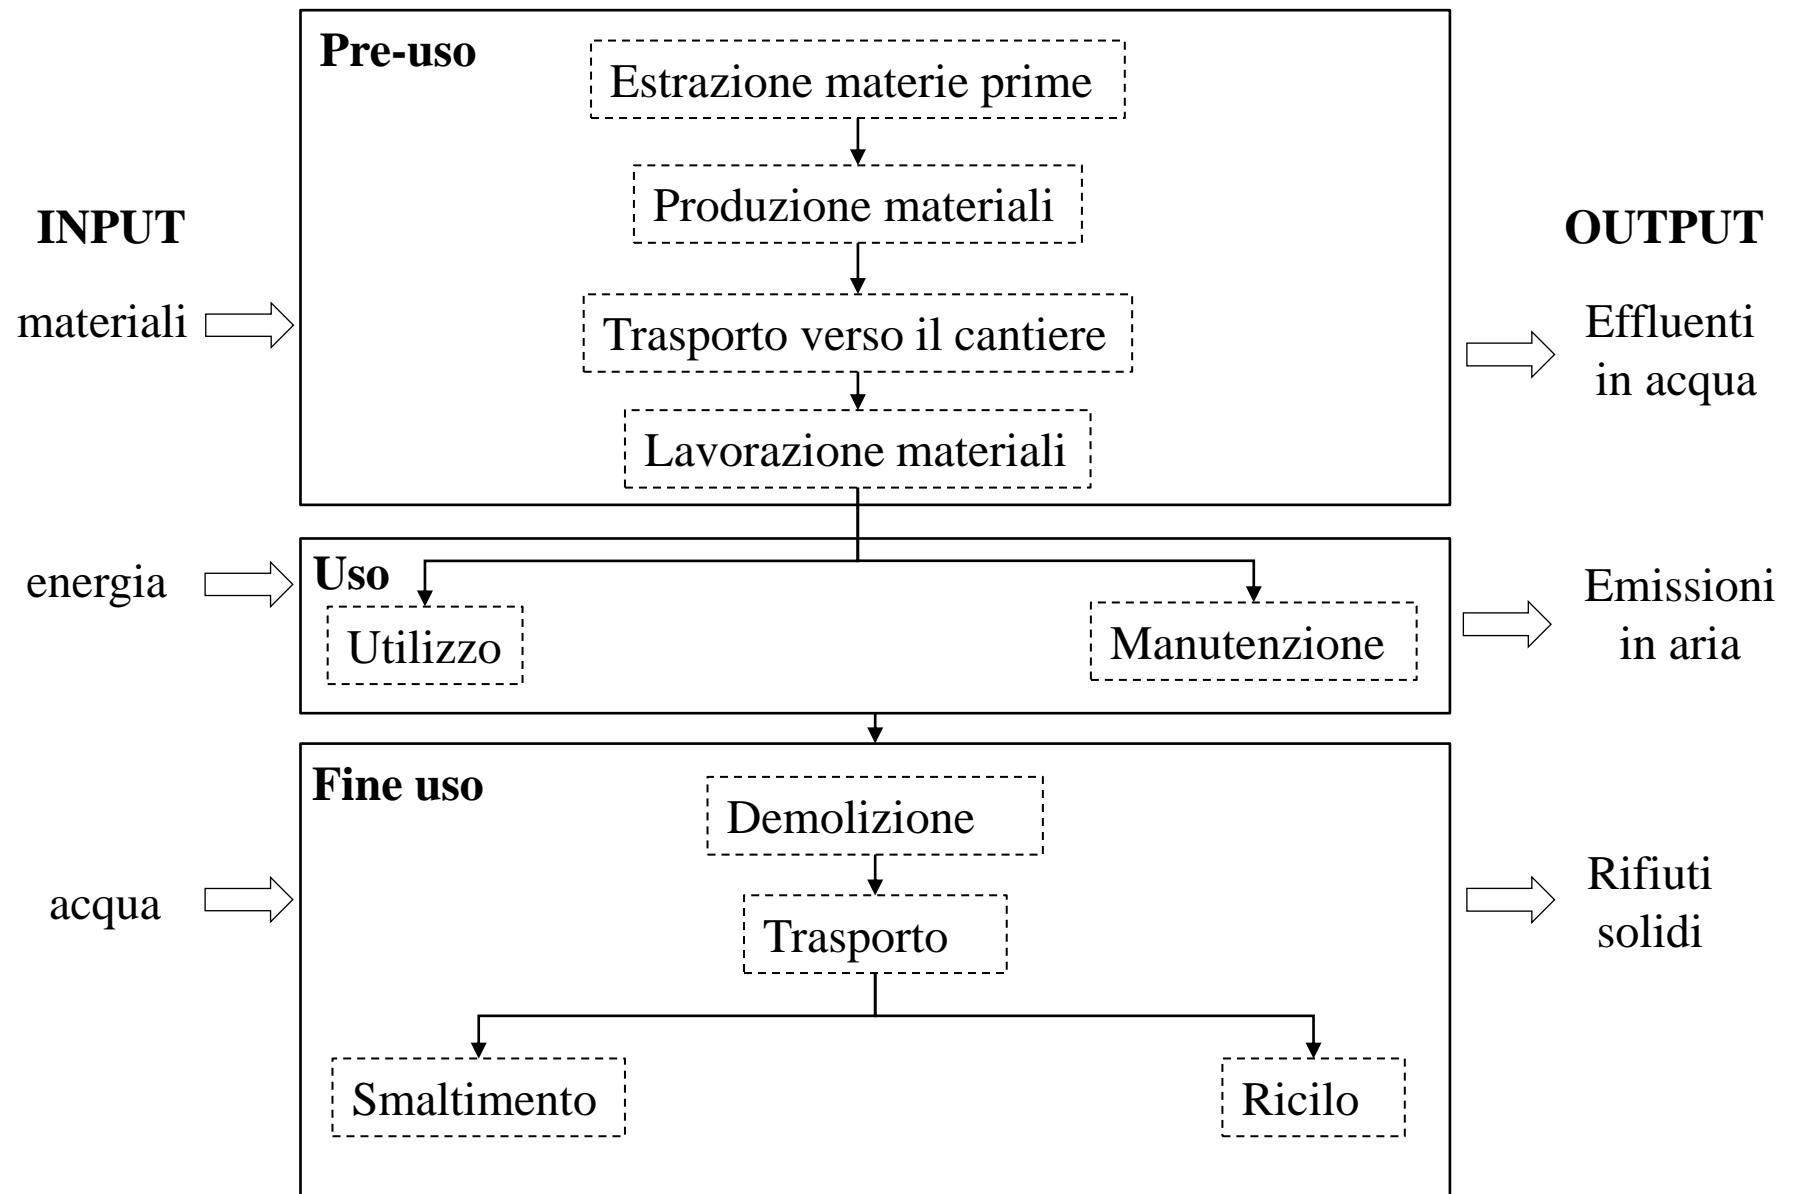 Pre-uso
Estrazione materie prime
Produzione materiali
Trasporto verso il cantiere
Lavorazione materiali
INPUT
materiali
energia
acqua
OUTPUT
Effluenti
in acqua
Emissioni
in aria
Rifiuti
solidi
Uso
Utilizzo
Manutenzione
Fine uso
Demolizione
Trasporto
Smaltimento
Ricilo